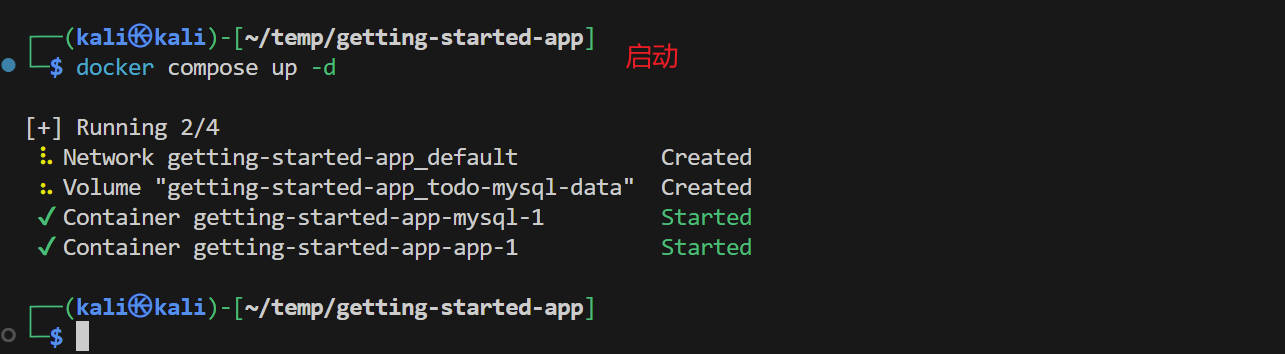 ┌──(kali㉿kali)-[~/temp/getting-started-app]
启动
└─$ docker compose up -d
[+] Running 2/4
⠧ Network getting-started-app_default Created
⠦ Volume "getting-started-app_todo-mysql-data" Created
✔ Container getting-started-app-mysql-1 Started
✔ Container getting-started-app-app-1 Started
┌──(kali㉿kali)-[~/temp/getting-started-app]
└─$